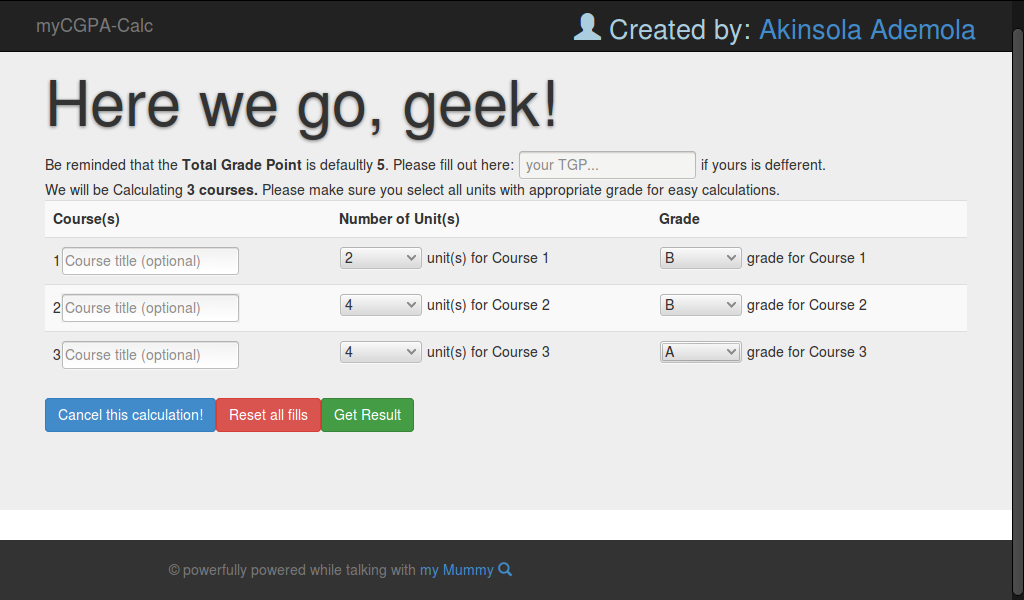 myCGPA-Calc Created by: Akinsola Ademola
Here we go, geek!
Be reminded that the Total Grade Point is defaultly 5. Please fill out here: your TGP... if yours is defferent.
We will be Calculating 3 courses. Please make sure you select all units with appropriate grade for easy calculations.
Course(s) Number of Unit(s) Grade
1 Course title (optional) 2 unit(s) for Course 1 B grade for Course 1
2 Course title (optional) 4 unit(s) for Course 2 B grade for Course 2
3 Course title (optional) 4 unit(s) for Course 3 A grade for Course 3
Cancel this calculation! Reset all fills Get Result
© powerfully powered while talking with my Mummy